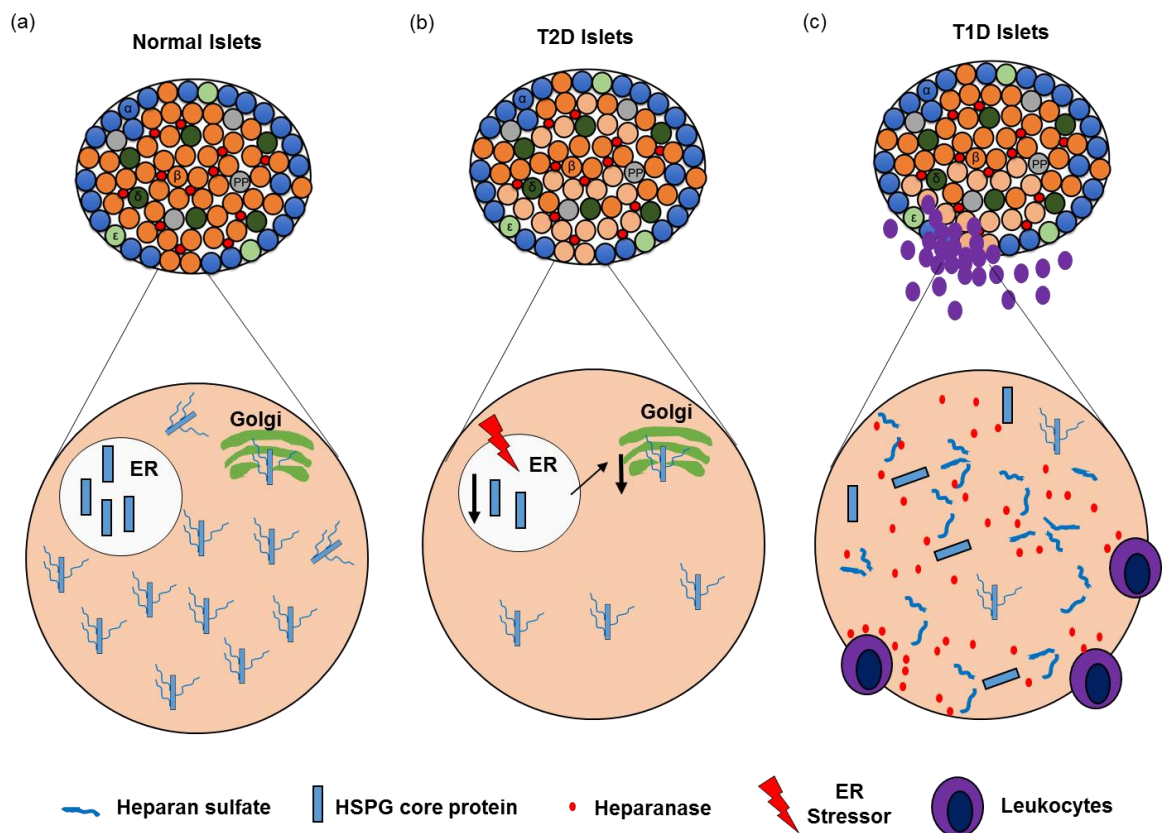 (a)
Normal Islets
(b)
T2D Islets
(c)
T1D Islets
α
β
PP
δ
ε
α
β
PP
δ
ε
α
β
PP
δ
ε
ER
Golgi
ER
Golgi
Heparan sulfate
HSPG core protein
Heparanase
ER
Stressor
Leukocytes